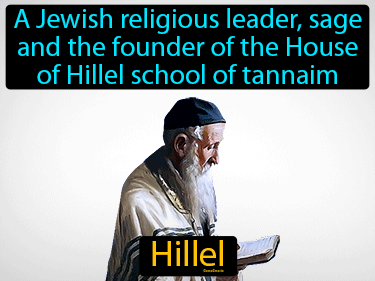 A Jewish religious leader, sage
and the founder of the House
of Hillel school of tannaim
Hillel